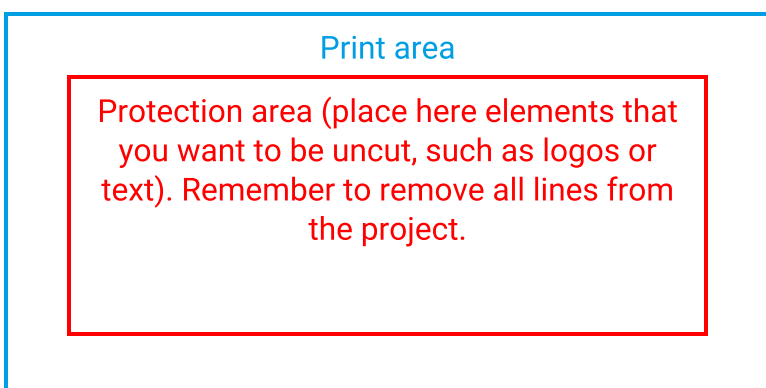 Print area
Protection area (place here elements that
you want to be uncut, such as logos or
text). Remember to remove all lines from
the project.